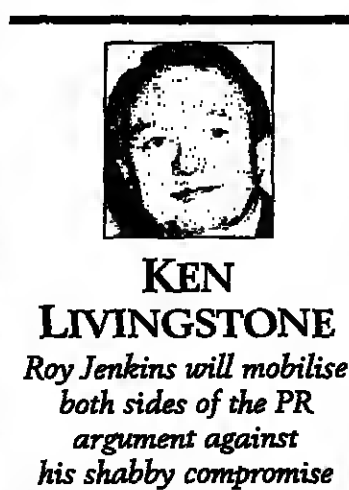 KEN
LIVINGSTONE
Roy Jenkins will mobilise
both sides of the PR
argument against
his shabby compromise